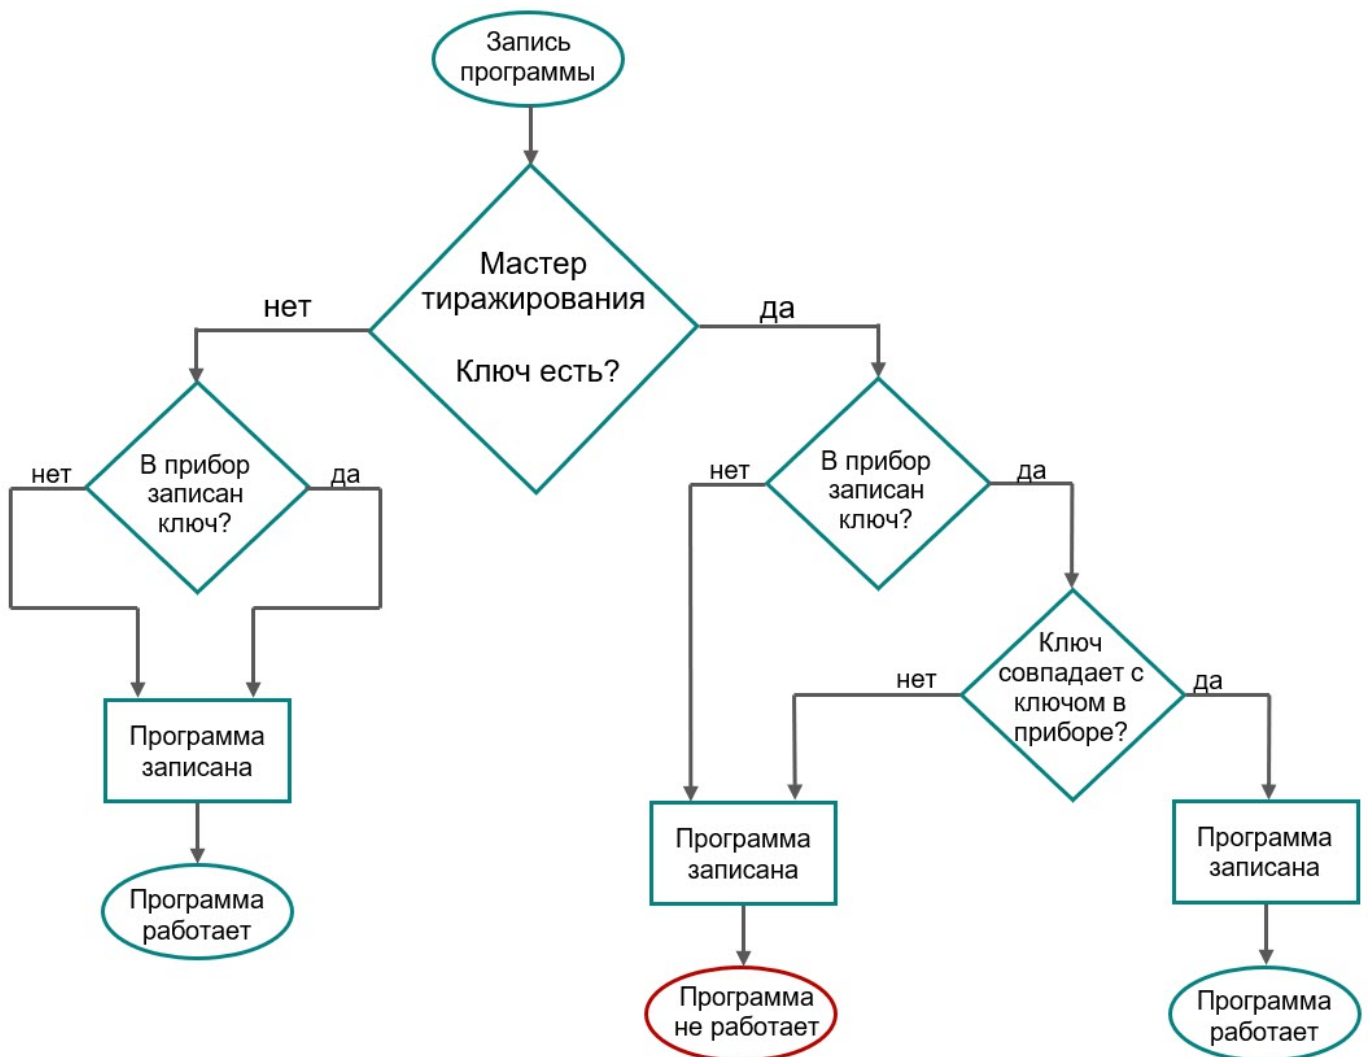 Запись
программы
Мастер
тиражирования
Ключ есть?
нет
да
В прибор
записан
ключ?
нет
да
В прибор
записан
ключ?
нет
да
Ключ
совпадает с
ключом в
приборе?
нет
да
Программа
записана
Программа
работает
Программа
записана
Программа
не работает
Программа
записана
Программа
работает